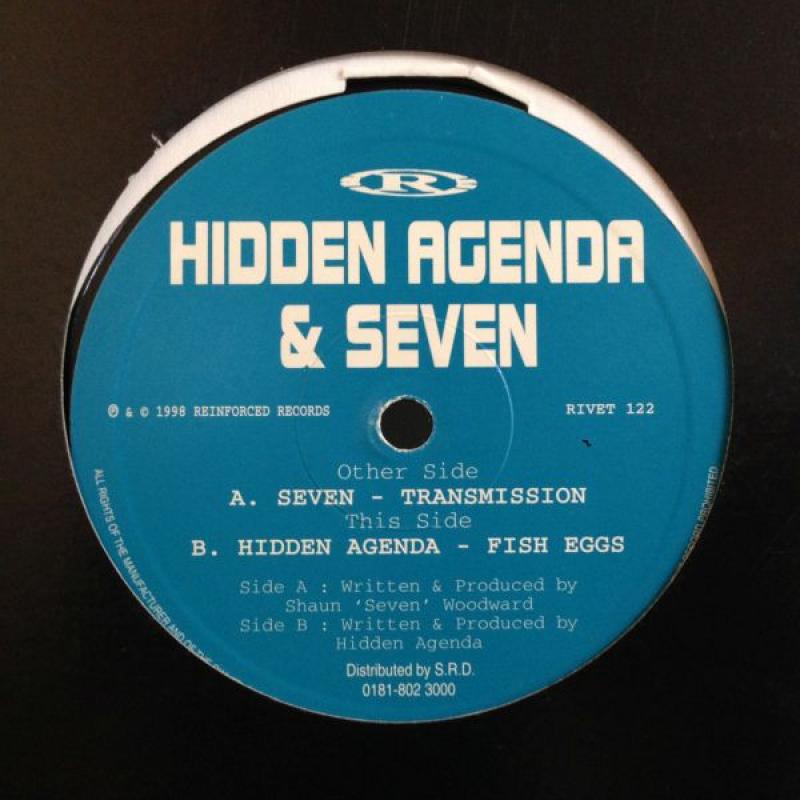 R
HIDDEN AGENDA
& SEVEN
℗ & © 1998 REINFORCED RECORDS
RIVET 122
Other Side
A. SEVEN - TRANSMISSION
This Side
B. HIDDEN AGENDA - FISH EGGS
Side A : Written & Produced by
Shaun 'Seven' Woodward
Side B : Written & Produced by
Hidden Agenda
Distributed by S.R.D.
0181-802 3000
ALL RIGHTS OF THE MANUFACTURER AND OF THE
PROHIBITED